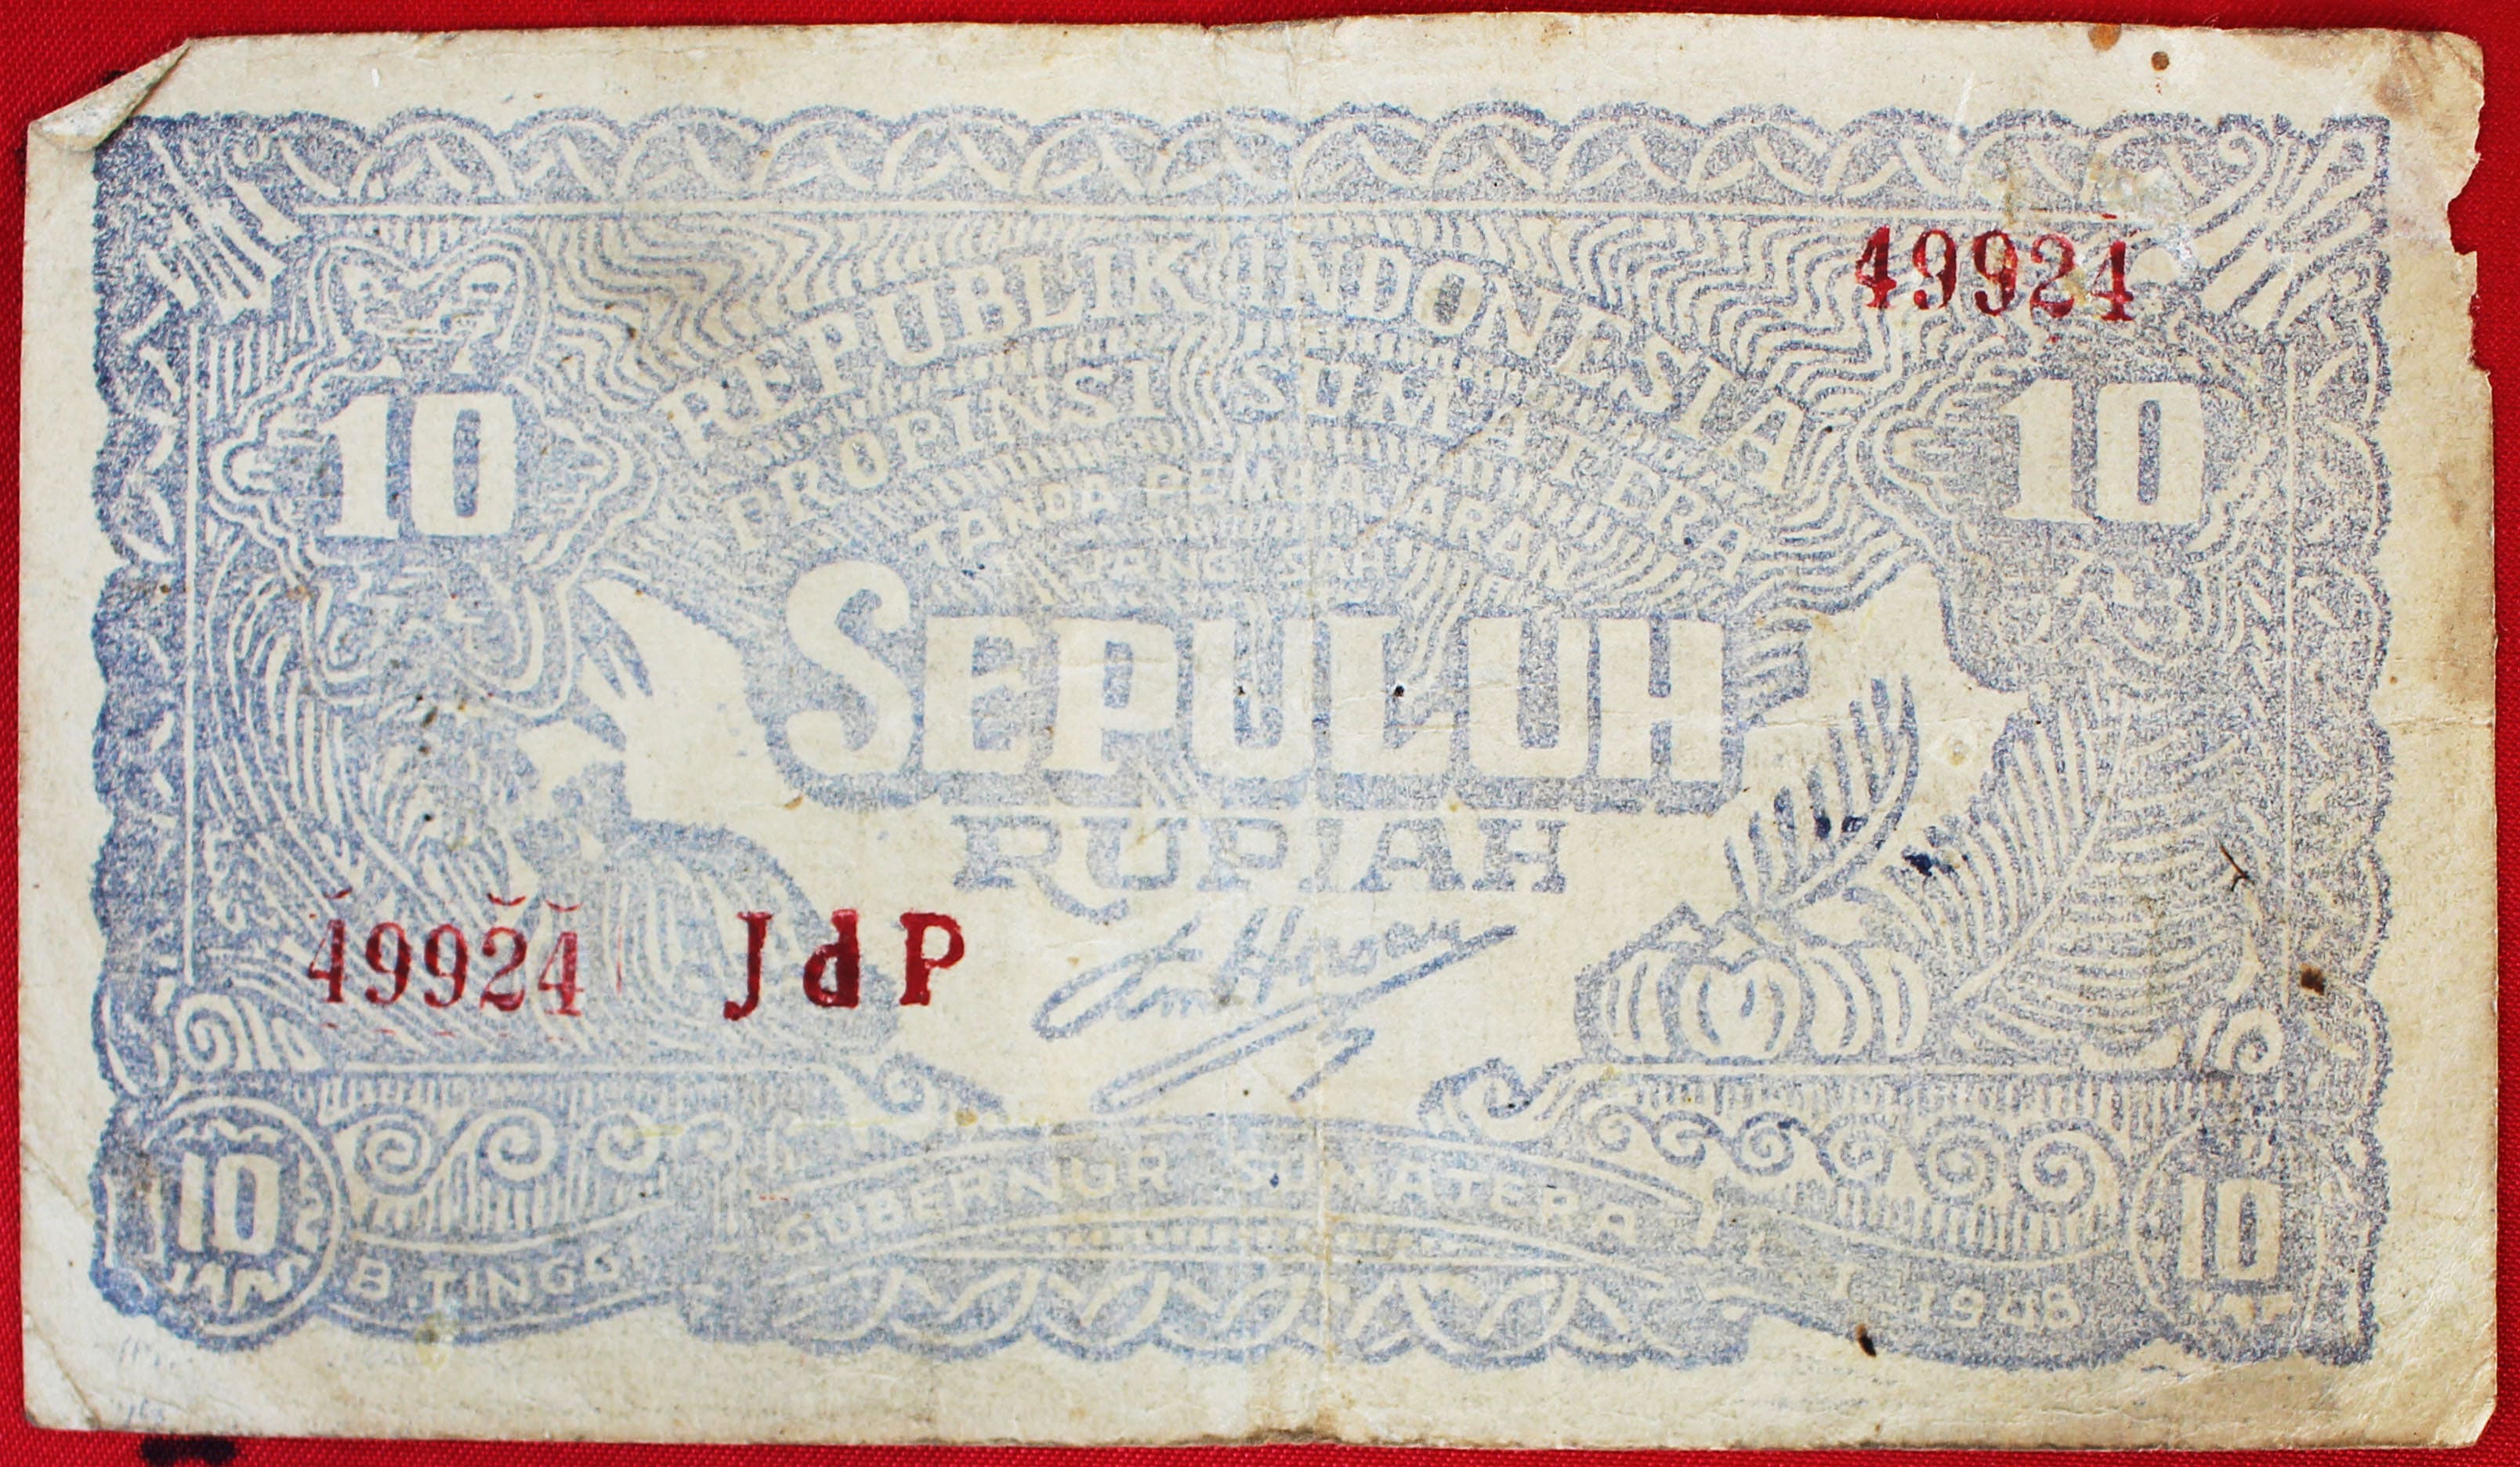 49924
REPUBLIK INDONESIA
PROPINSI SUMATERA
10
10
TANDA PEMBAJARAN
JANG SAH
SEPULUH
RUPIAH
49924 JdP
GUBERNUR SUMATERA
10
B.TINGGI
1948
10